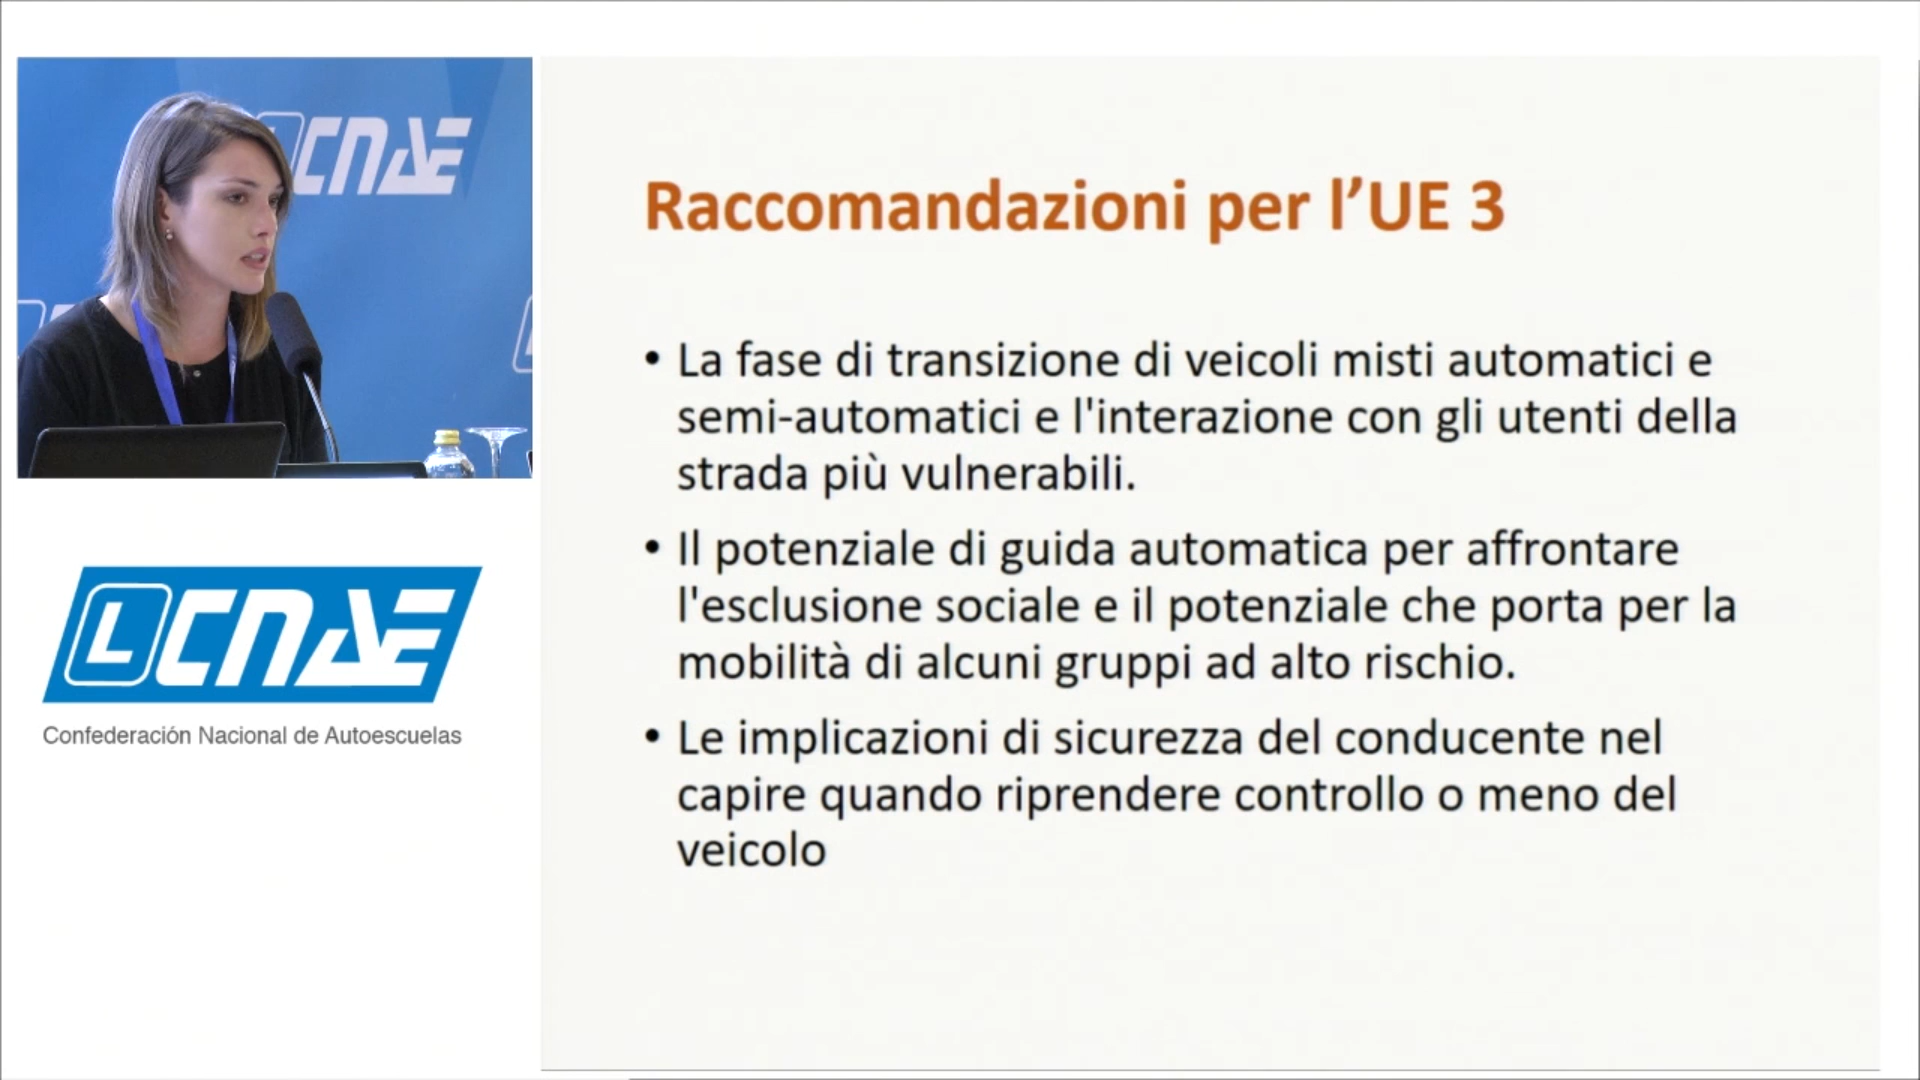 CNAE
Raccomandazioni per l’UE 3
• La fase di transizione di veicoli misti automatici e
semi-automatici e l'interazione con gli utenti della
strada più vulnerabili.
• Il potenziale di guida automatica per affrontare
l'esclusione sociale e il potenziale che porta per la
mobilità di alcuni gruppi ad alto rischio.
• Le implicazioni di sicurezza del conducente nel
capire quando riprendere controllo o meno del
veicolo
L CNAE
Confederación Nacional de Autoescuelas